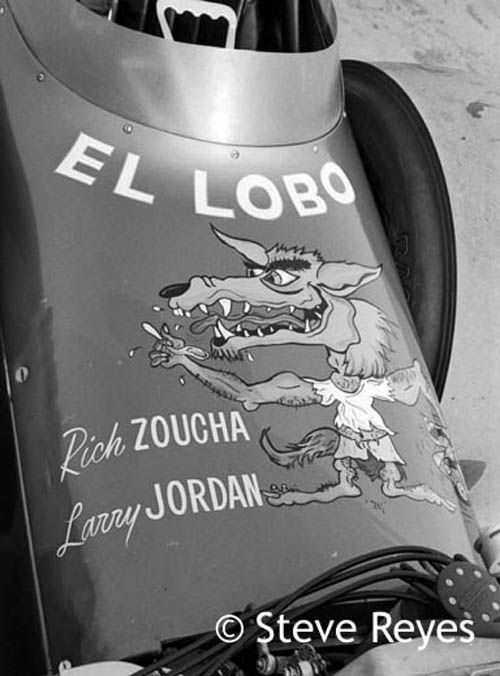 EL LOBO
Rich ZOUCHA
Larry JORDAN
© Steve Reyes